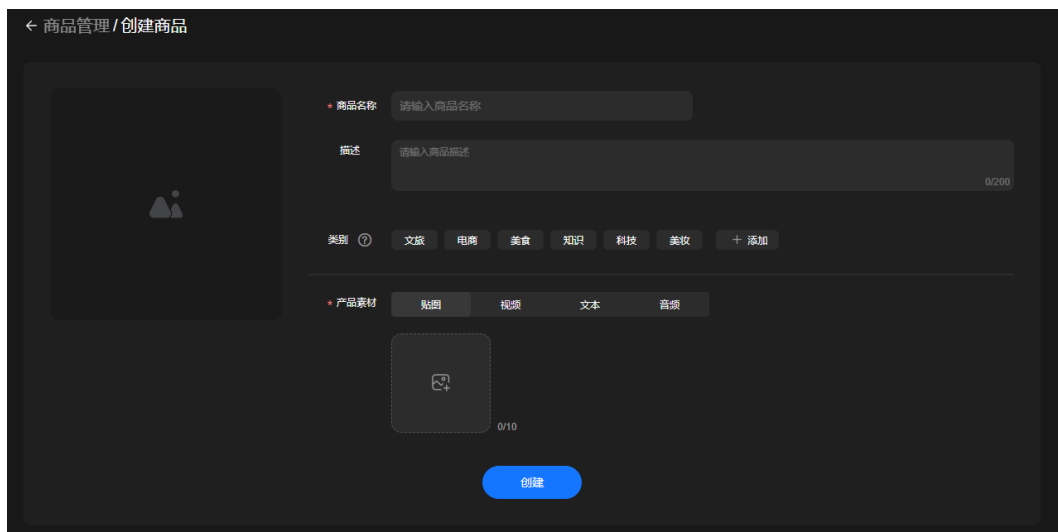 ← 商品管理 / 创建商品
* 商品名称 请输入商品名称
描述 请输入商品描述
0/200
类别 ? 文旅 电商 美食 知识 科技 美妆 + 添加
* 产品素材 贴图 视频 文本 音频
0/10
创建